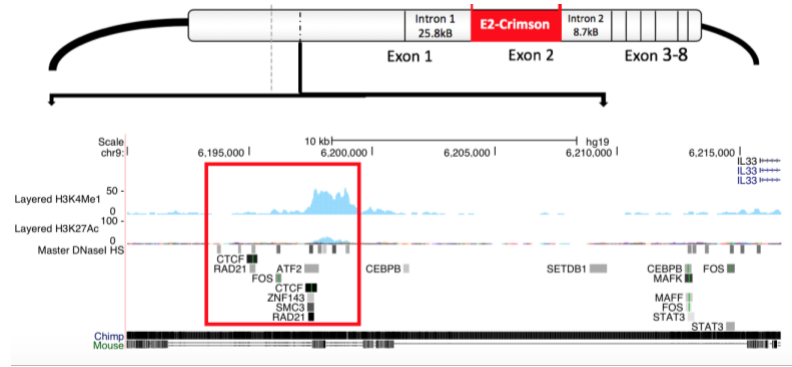 Intron 1
25.8kB
E2-Crimson
Intron 2
8.7kB
Exon 1
Exon 2
Exon 3-8
Scale
10 kb
hg19
chr9:
6,195,000
6,200,000
6,205,000
6,210,000
6,215,000
IL33
IL33
IL33
Layered H3K4Me1
50
0
100
Layered H3K27Ac
0
Master DNaseI HS
CTCF
RAD21
ATF2
CEBPB
SETDB1
CEBPB
FOS
FOS
MAFK
CTCF
ZNF143
MAFF
SMC3
FOS
RAD21
STAT3
STAT3
Chimp
Mouse